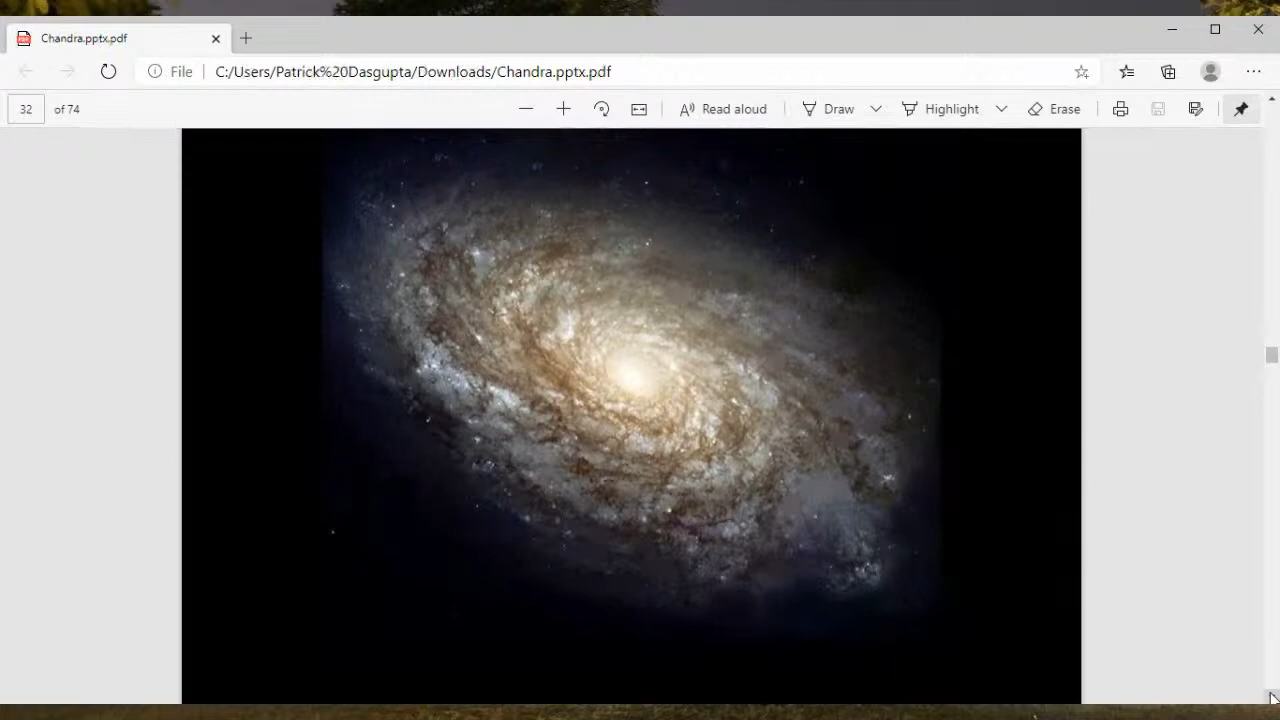 Chandra.pptx.pdf
File C:/Users/Patrick%20Dasgupta/Downloads/Chandra.pptx.pdf
32 of 74 Read aloud Draw Highlight Erase